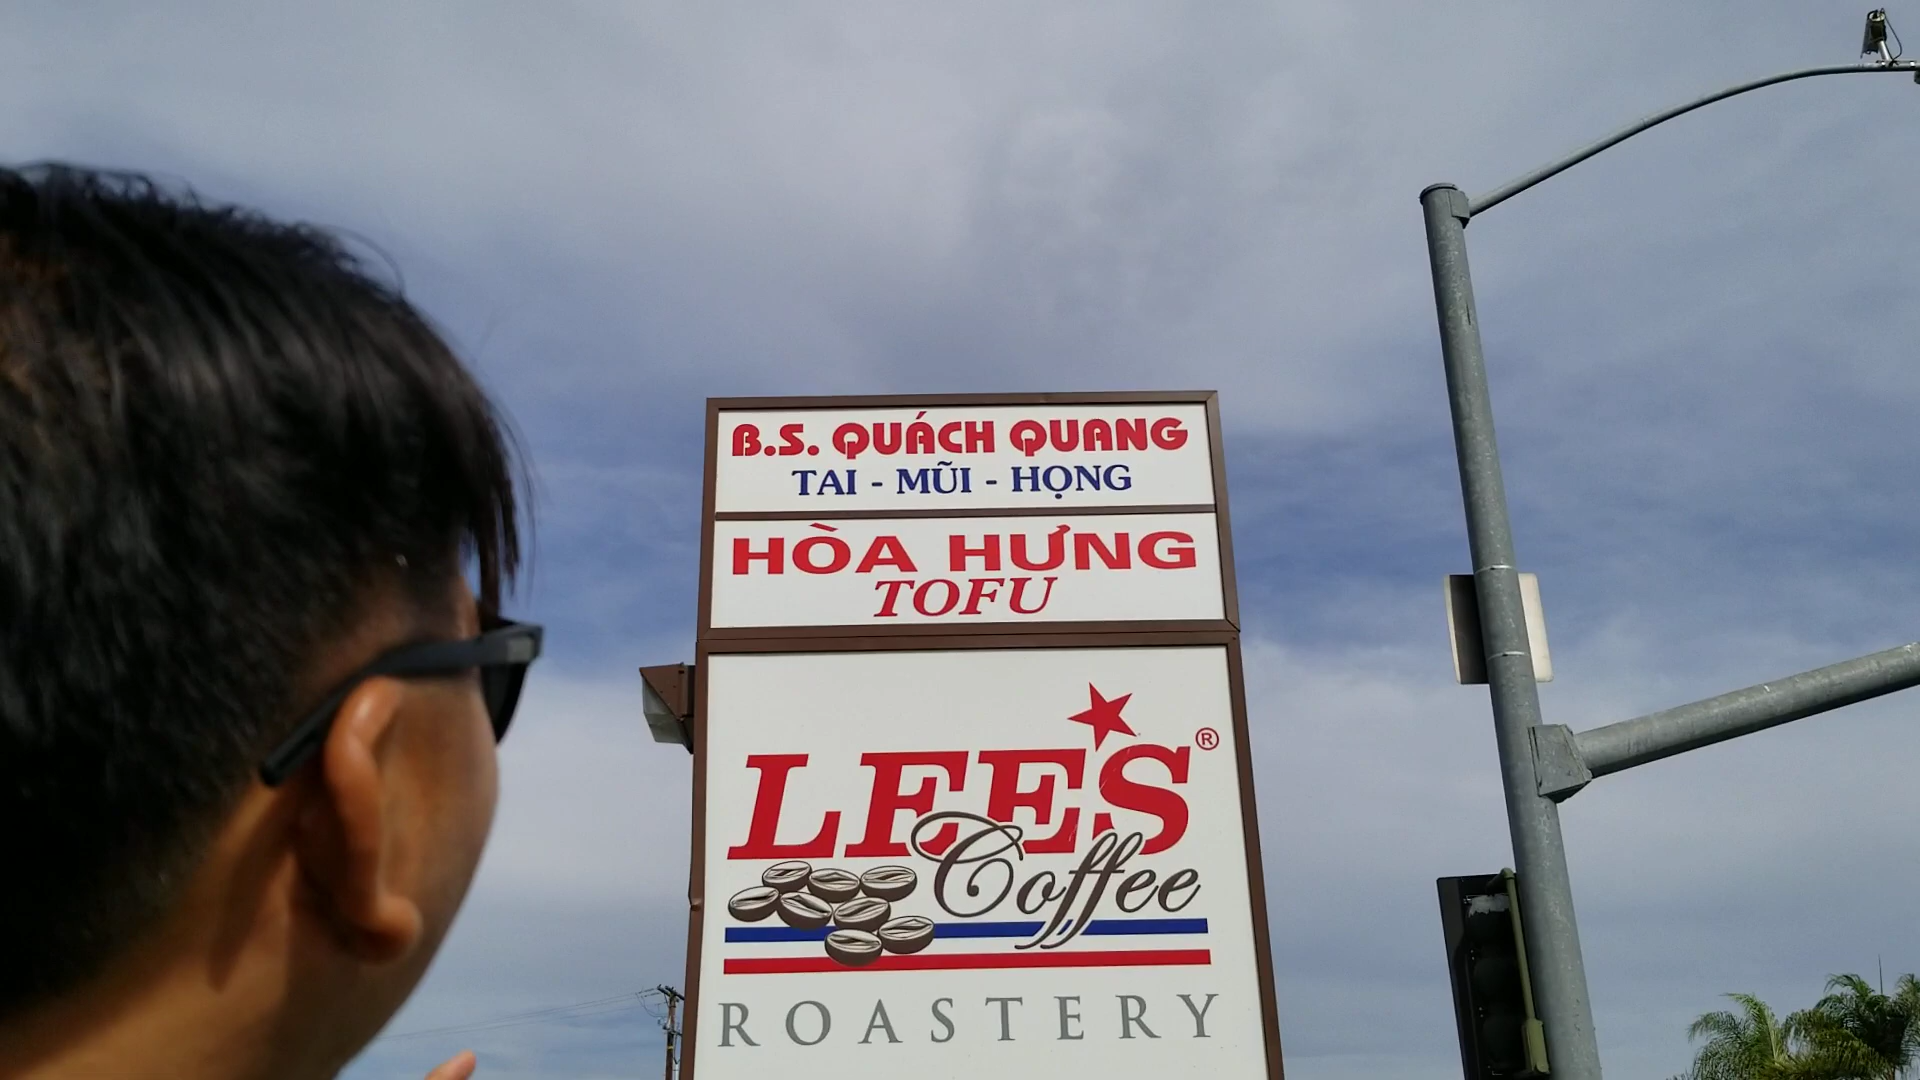 B.S. QUÁCH QUANG
TAI - MŨI - HỌNG
HÒA HƯNG
TOFU
LEE'S ®
Coffee
ROASTERY